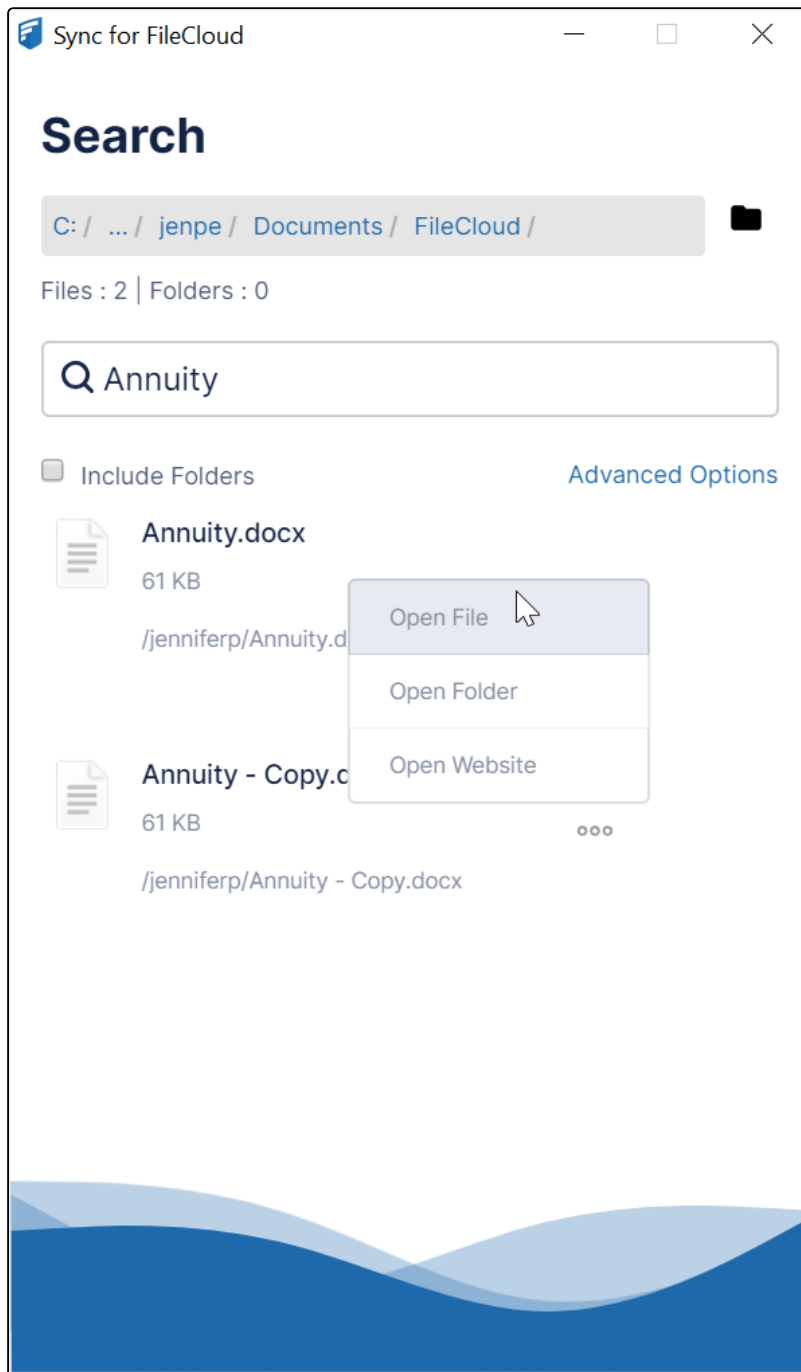 Sync for FileCloud
Search
C: / ... / jenpe / Documents / FileCloud /
Files : 2 | Folders : 0
Annuity
Include Folders
Advanced Options
Annuity.docx
61 KB
Open File
/jenniferp/Annuity.d
Open Folder
Open Website
Annuity - Copy.d
61 KB
/jenniferp/Annuity - Copy.docx